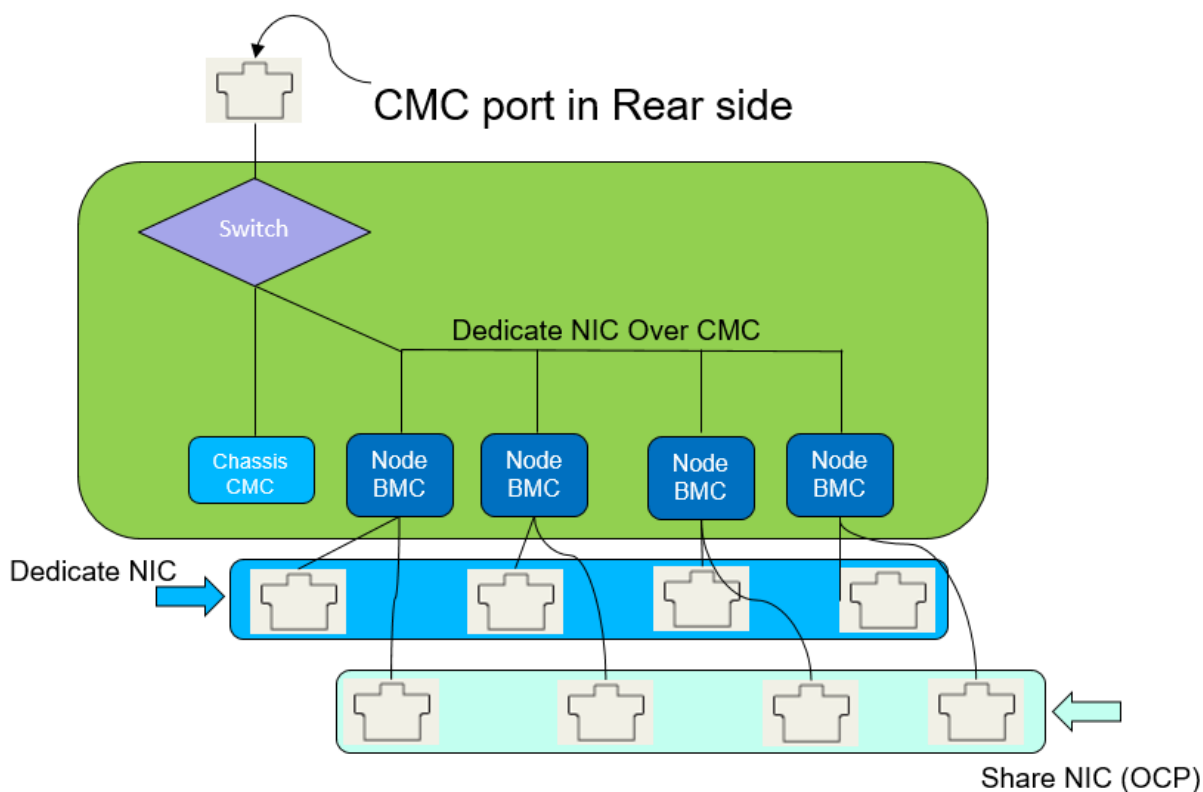 CMC port in Rear side
Switch
Dedicate NIC Over CMC
Chassis
CMC
Node
BMC
Node
BMC
Node
BMC
Node
BMC
Dedicate NIC
Share NIC (OCP)